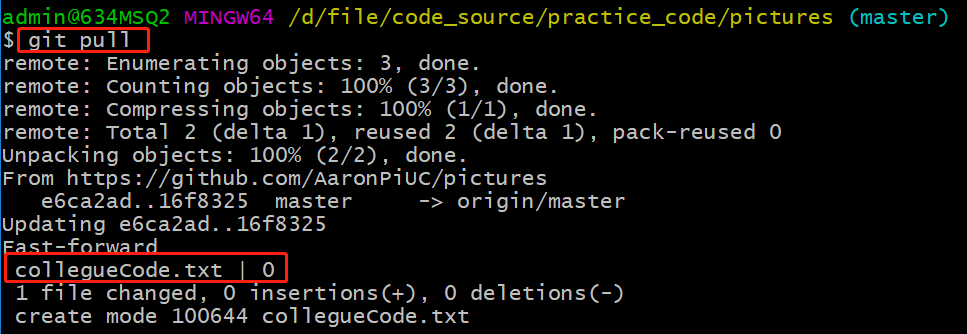 admin@634MSQ2 MINGW64 /d/file/code_source/practice_code/pictures (master)
$ git pull
remote: Enumerating objects: 3, done.
remote: Counting objects: 100% (3/3), done.
remote: Compressing objects: 100% (1/1), done.
remote: Total 2 (delta 1), reused 2 (delta 1), pack-reused 0
Unpacking objects: 100% (2/2), done.
From https://github.com/AaronPiUC/pictures
   e6ca2ad..16f8325  master     -> origin/master
Updating e6ca2ad..16f8325
Fast-forward
 collegueCode.txt | 0
 1 file changed, 0 insertions(+), 0 deletions(-)
 create mode 100644 collegueCode.txt